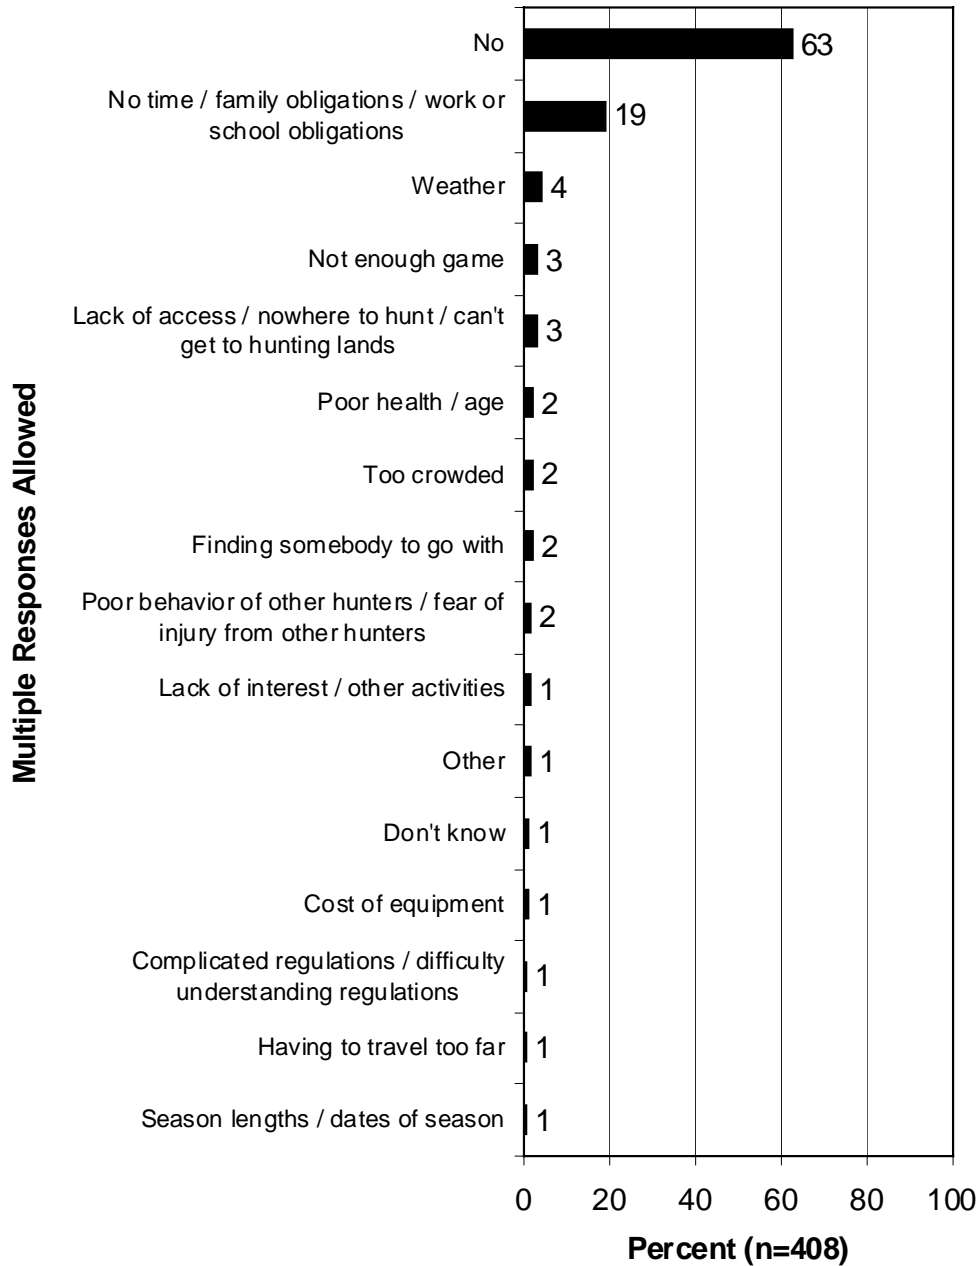 Multiple Responses Allowed
No
63
No time / family obligations / work or
school obligations
19
Weather
4
Not enough game
3
Lack of access / nowhere to hunt / can't
get to hunting lands
3
Poor health / age
2
Too crowded
2
Finding somebody to go with
2
Poor behavior of other hunters / fear of
injury from other hunters
2
Lack of interest / other activities
1
Other
1
Don't know
1
Cost of equipment
1
Complicated regulations / difficulty
understanding regulations
1
Having to travel too far
1
Season lengths / dates of season
1
0 20 40 60 80 100
Percent (n=408)